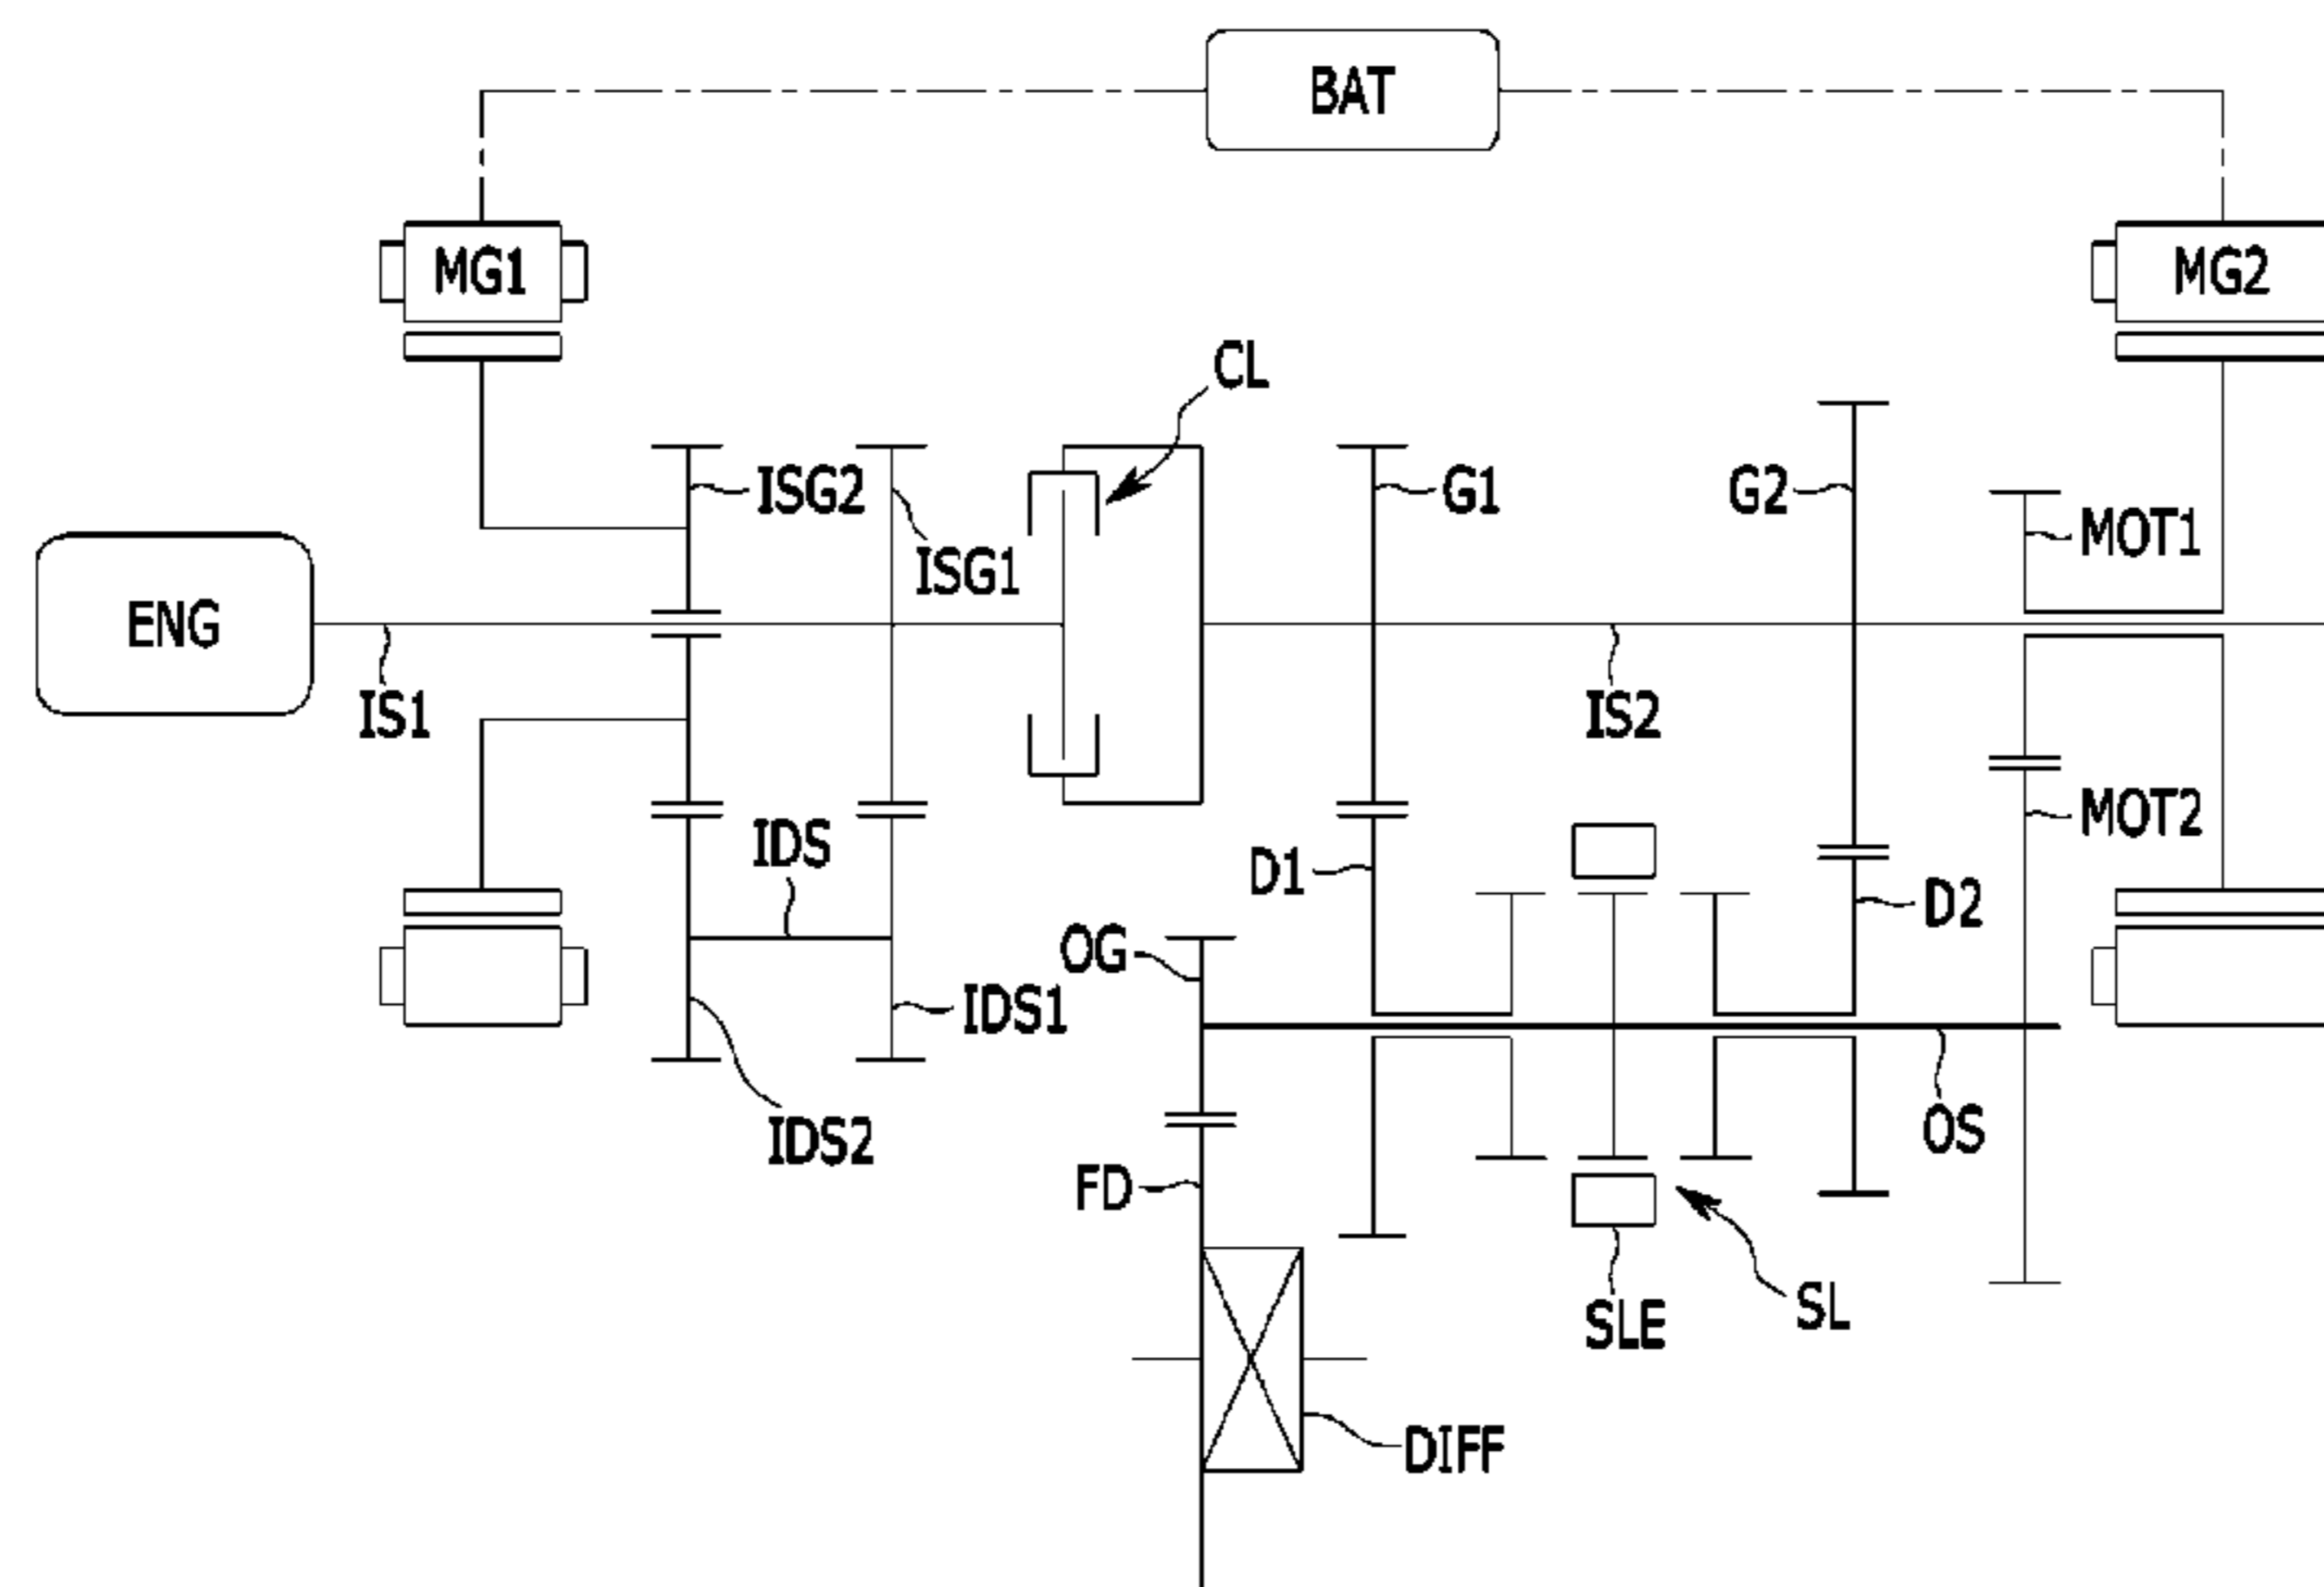 BAT
MG1
MG2
CL
ISG2
G1
G2
MOT1
ISG1
ENG
IS1
IS2
IDS
MOT2
D1
D2
OG
IDS1
IDS2
OS
FD
SLE
SL
DIFF